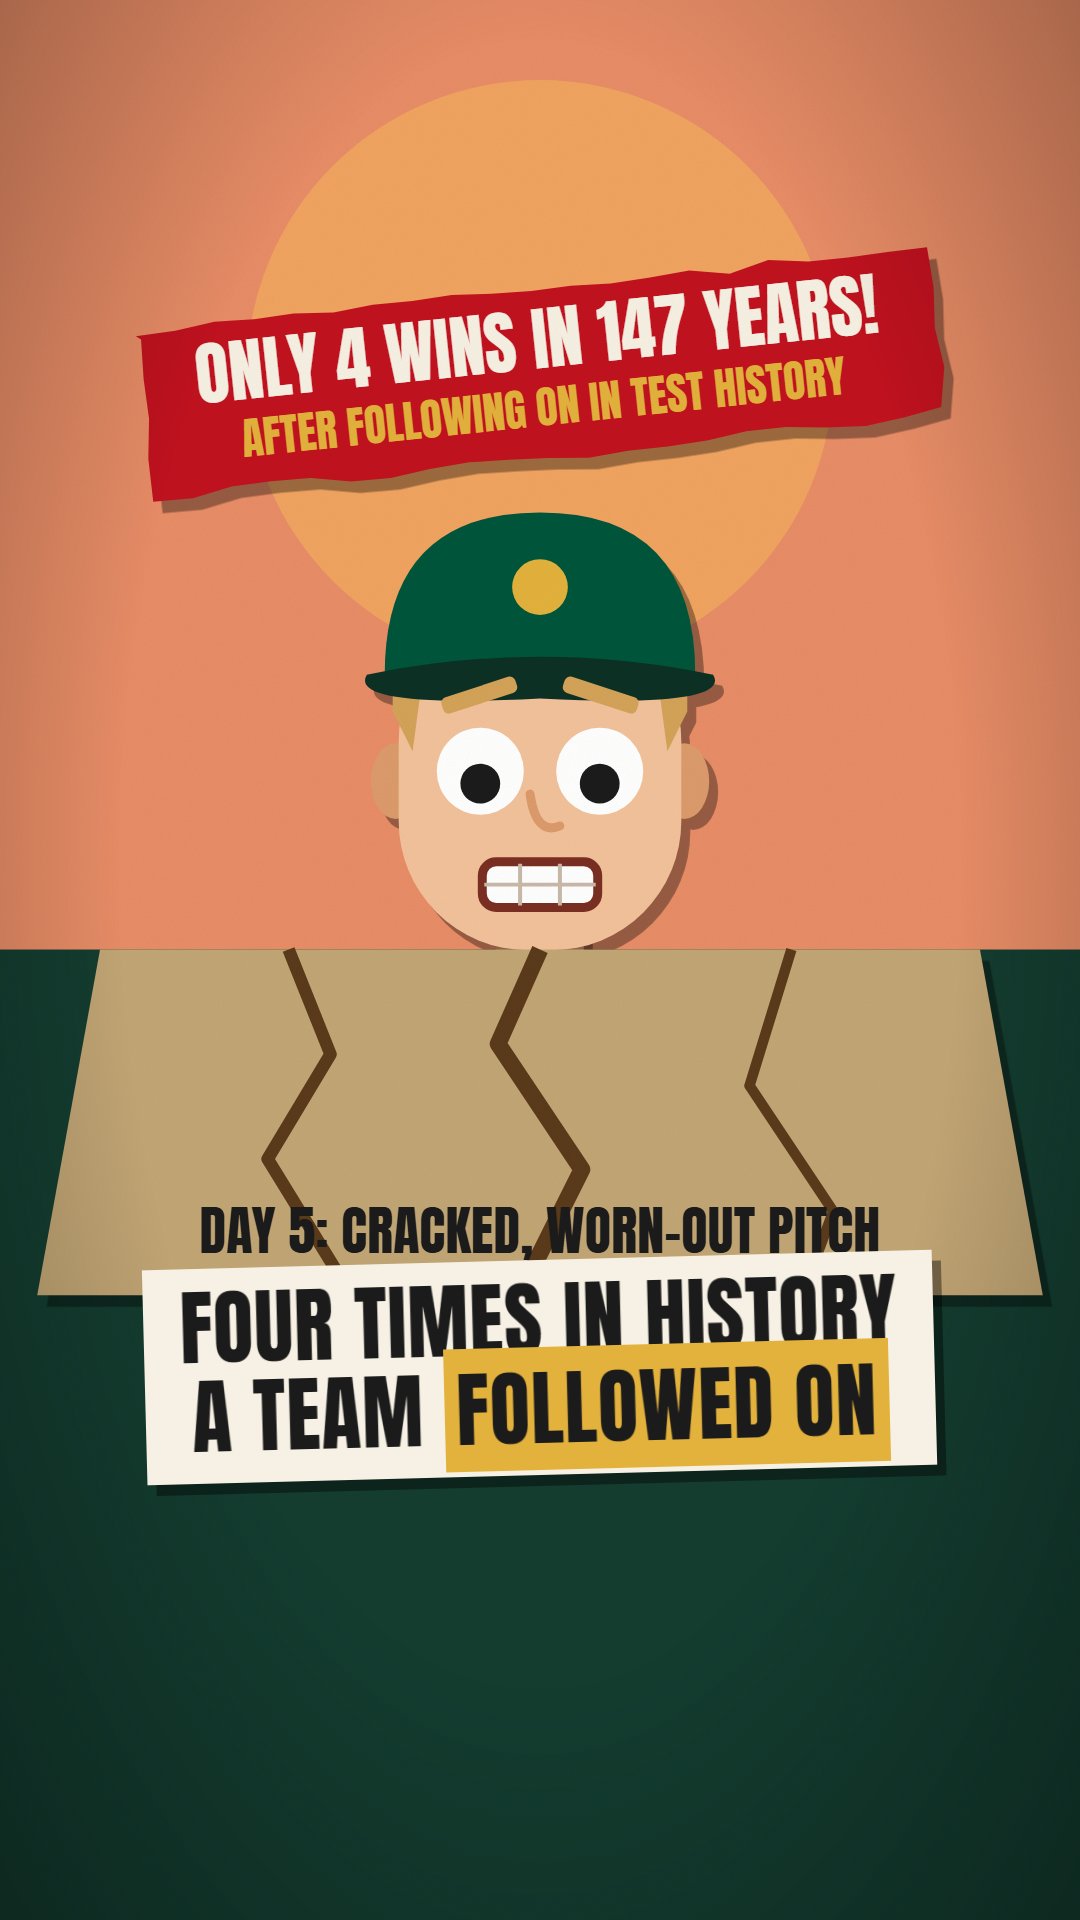 ONLY 4 WINS IN 147 YEARS!
AFTER FOLLOWING ON IN TEST HISTORY
DAY 5: CRACKED, WORN-OUT PITCH
FOUR TIMES IN HISTORY
A TEAM FOLLOWED ON